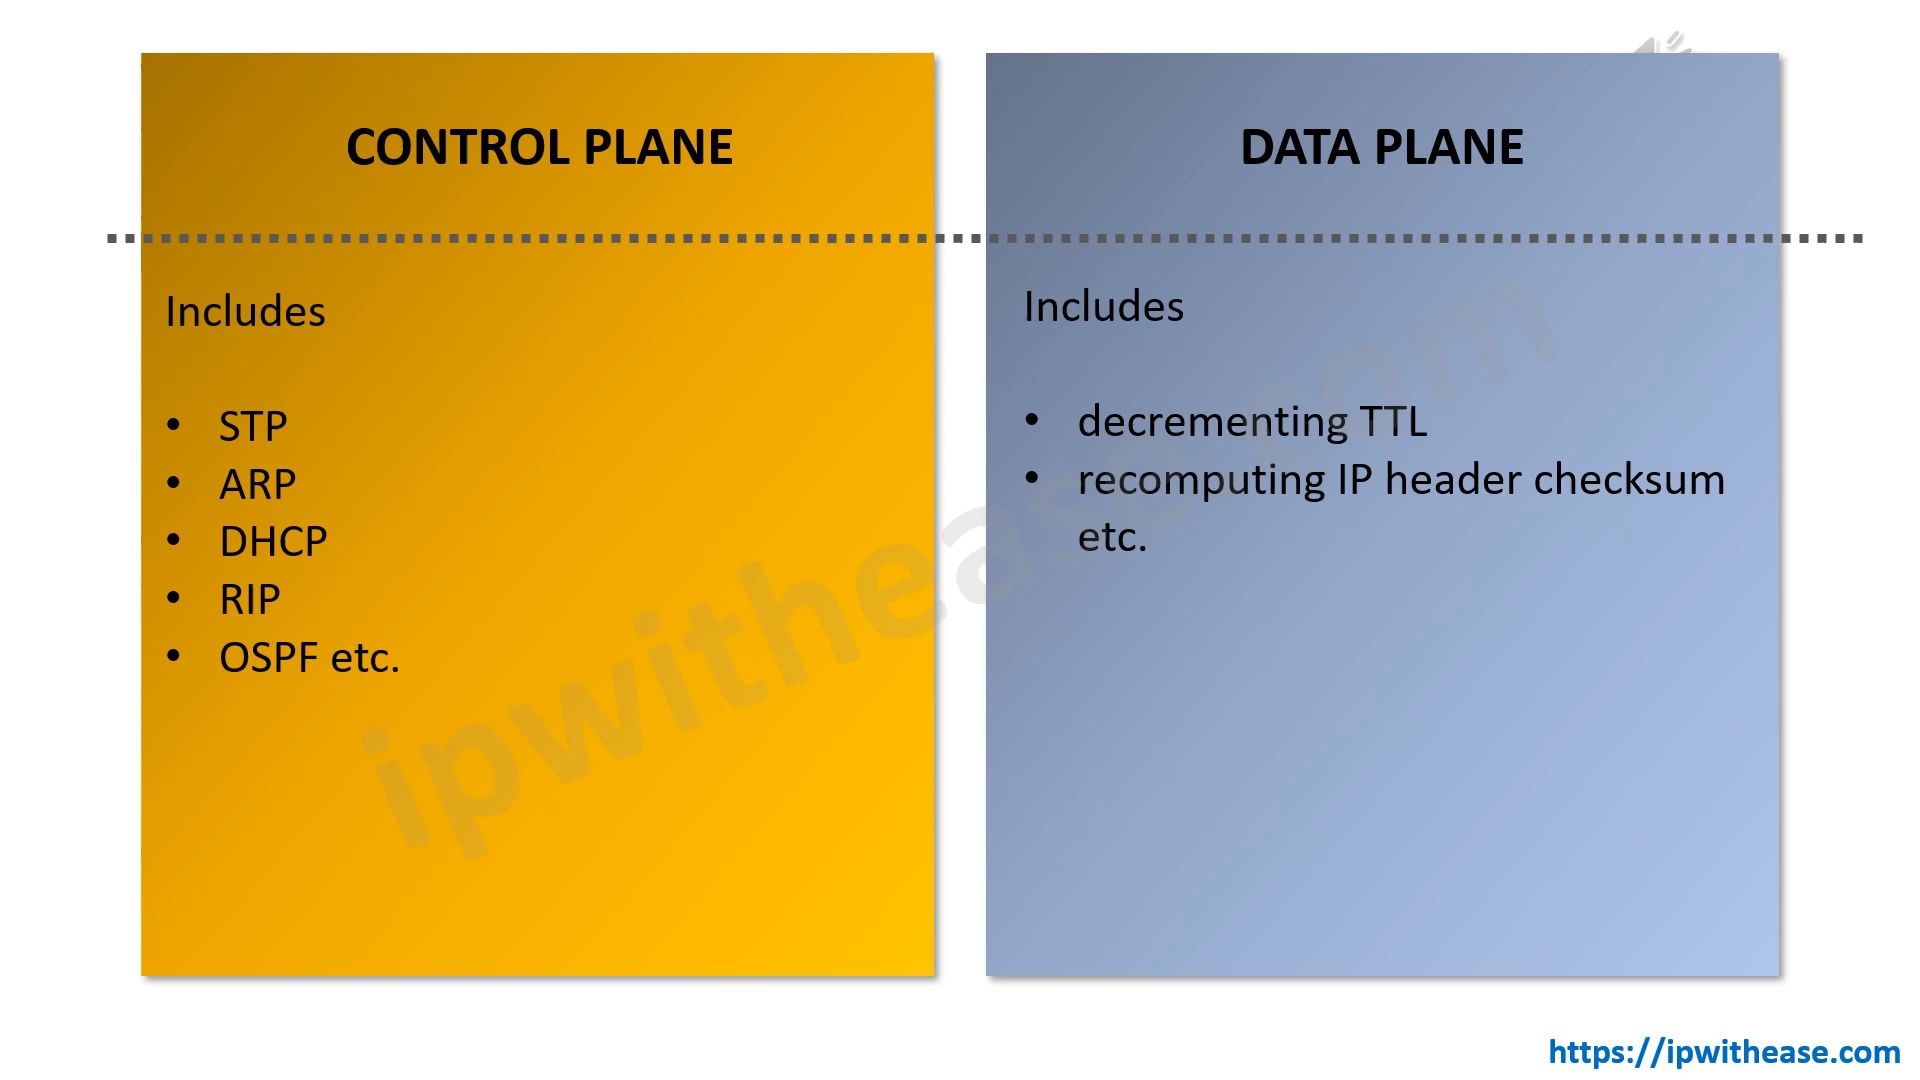 CONTROL PLANE
Includes
• STP
• ARP
• DHCP
• RIP
• OSPF etc.
DATA PLANE
Includes
• decrementing TTL
• recomputing IP header checksum
etc.
ipwithease.com
https://ipwithease.com